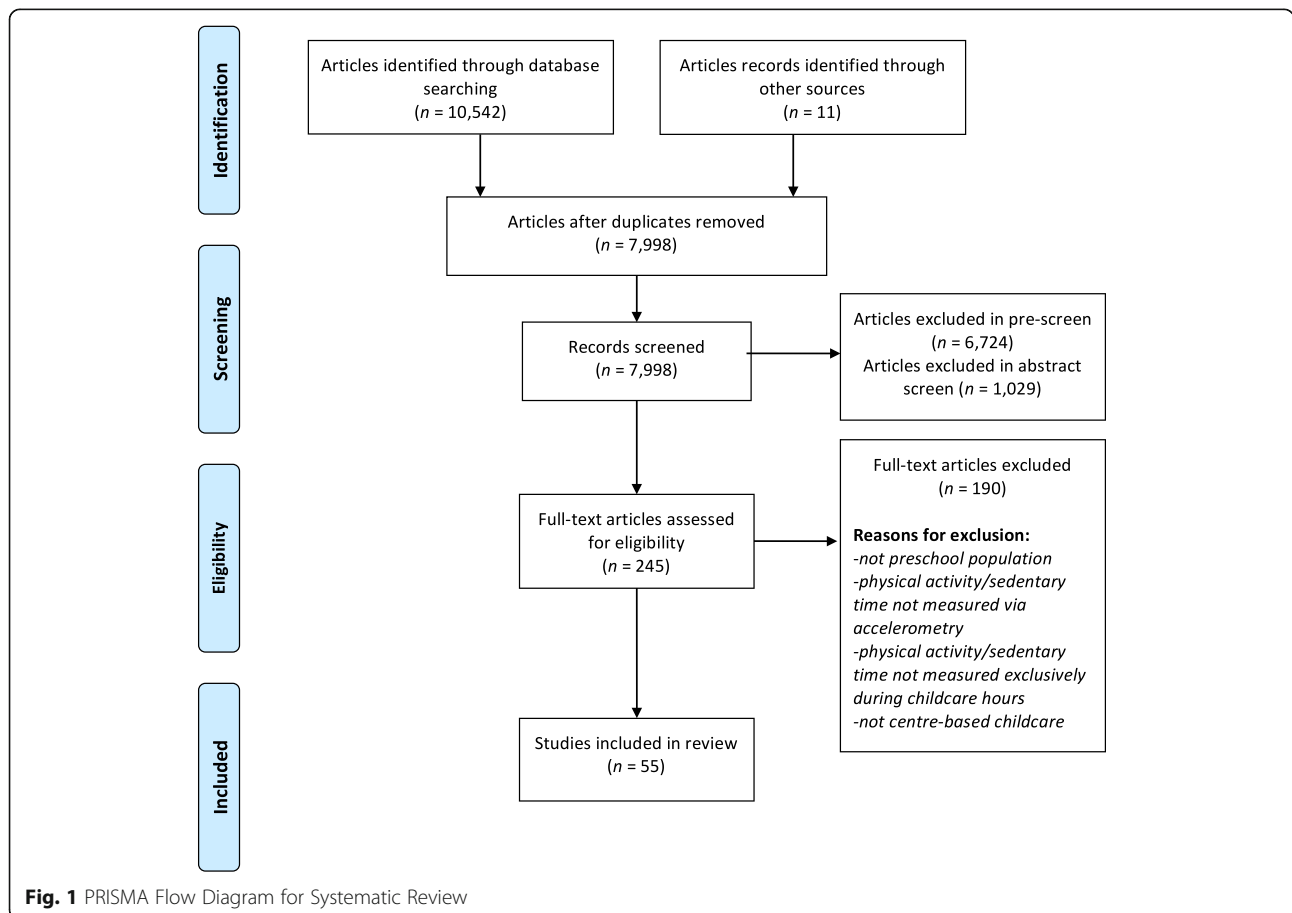 Identification
Articles identified through database
searching
(n = 10,542)
Articles records identified through
other sources
(n = 11)
Articles after duplicates removed
(n = 7,998)
Screening
Records screened
(n = 7,998)
Articles excluded in pre-screen
(n = 6,724)
Articles excluded in abstract
screen (n = 1,029)
Eligibility
Full-text articles assessed
for eligibility
(n = 245)
Full-text articles excluded
(n = 190)
Reasons for exclusion:
-not preschool population
-physical activity/sedentary
time not measured via
accelerometry
-physical activity/sedentary
time not measured exclusively
during childcare hours
-not centre-based childcare
Included
Studies included in review
(n = 55)
Fig. 1 PRISMA Flow Diagram for Systematic Review